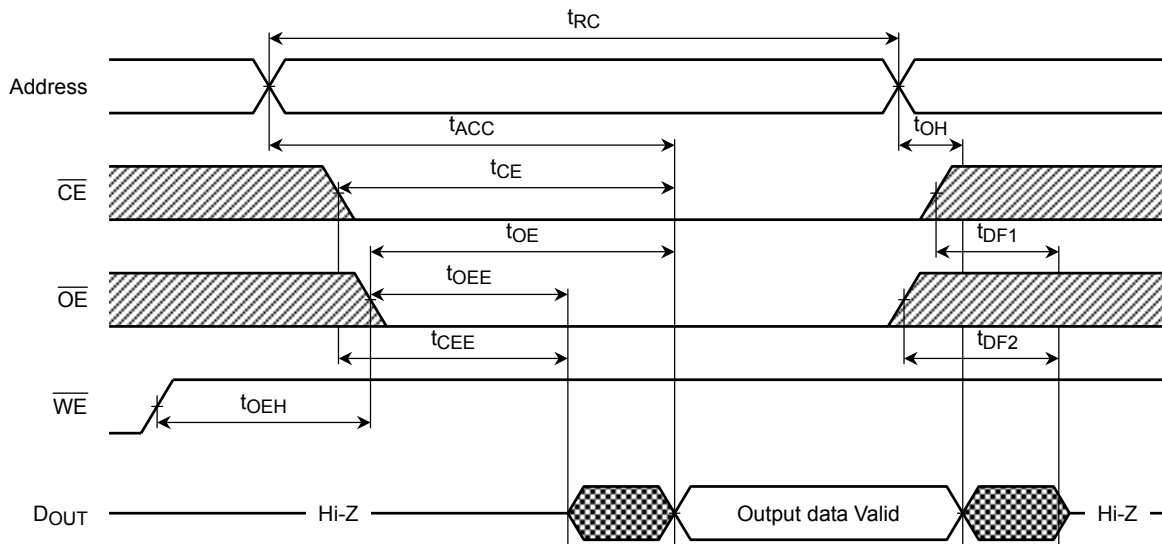 tRC
Address
tACC
tOH
CE
tCE
tOE
tDF1
OE
tOEE
tCEE
tDF2
WE
tOEH
DOUT
Hi-Z
Output data Valid
Hi-Z